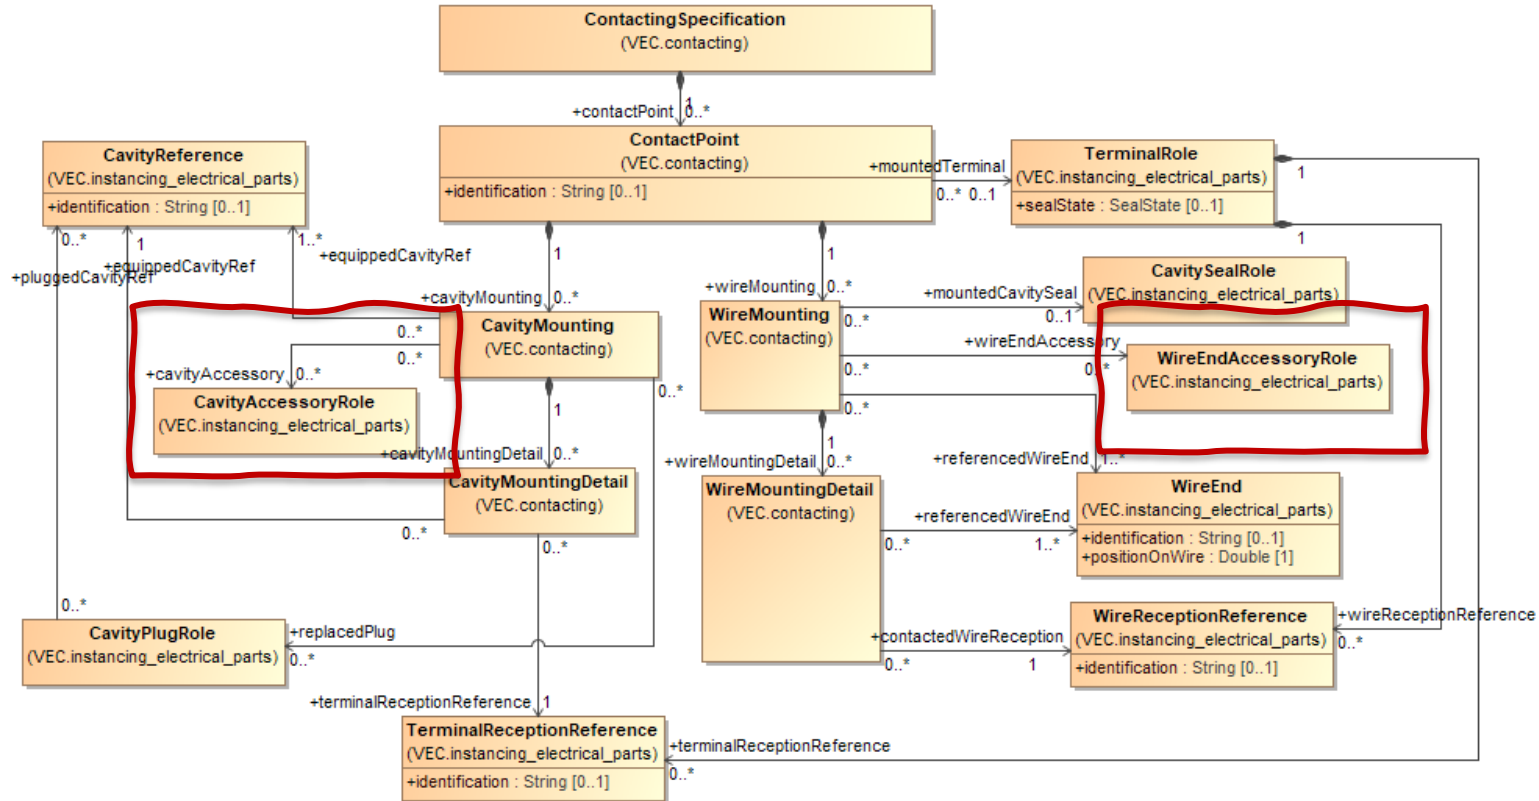 ContactingSpecification
(VEC.contacting)
1
+contactPoint
0..*
ContactPoint
(VEC.contacting)
+identification : String [0..1]
+mountedTerminal
0..*
0..1
TerminalRole
(VEC.instancing_electrical_parts)
+sealState : SealState [0..1]
1
1
CavityReference
(VEC.instancing_electrical_parts)
+identification : String [0..1]
0..*
1
1..*
+equippedCavityRef
+equippedCavityRef
+pluggedCavityRef
1
1
+cavityMounting
0..*
+wireMounting
0..*
CavityMounting
(VEC.contacting)
0..*
0..*
0..*
+cavityAccessory
0..*
CavityAccessoryRole
(VEC.instancing_electrical_parts)
WireMounting
(VEC.contacting)
+mountedCavitySeal
0..*
0..1
CavitySealRole
(VEC.instancing_electrical_parts)
+wireEndAccessory
0..*
0..*
WireEndAccessoryRole
(VEC.instancing_electrical_parts)
0..*
1
1
+cavityMountingDetail
0..*
+wireMountingDetail
0..*
+referencedWireEnd
1..*
CavityMountingDetail
(VEC.contacting)
0..*
0..*
WireMountingDetail
(VEC.contacting)
+referencedWireEnd
0..*
1..*
WireEnd
(VEC.instancing_electrical_parts)
+identification : String [0..1]
+positionOnWire : Double [1]
0..*
CavityPlugRole
(VEC.instancing_electrical_parts)
+replacedPlug
0..*
+contactedWireReception
0..*
1
WireReceptionReference
(VEC.instancing_electrical_parts)
+identification : String [0..1]
+wireReceptionReference
0..*
+terminalReceptionReference
1
TerminalReceptionReference
(VEC.instancing_electrical_parts)
+identification : String [0..1]
+terminalReceptionReference
0..*